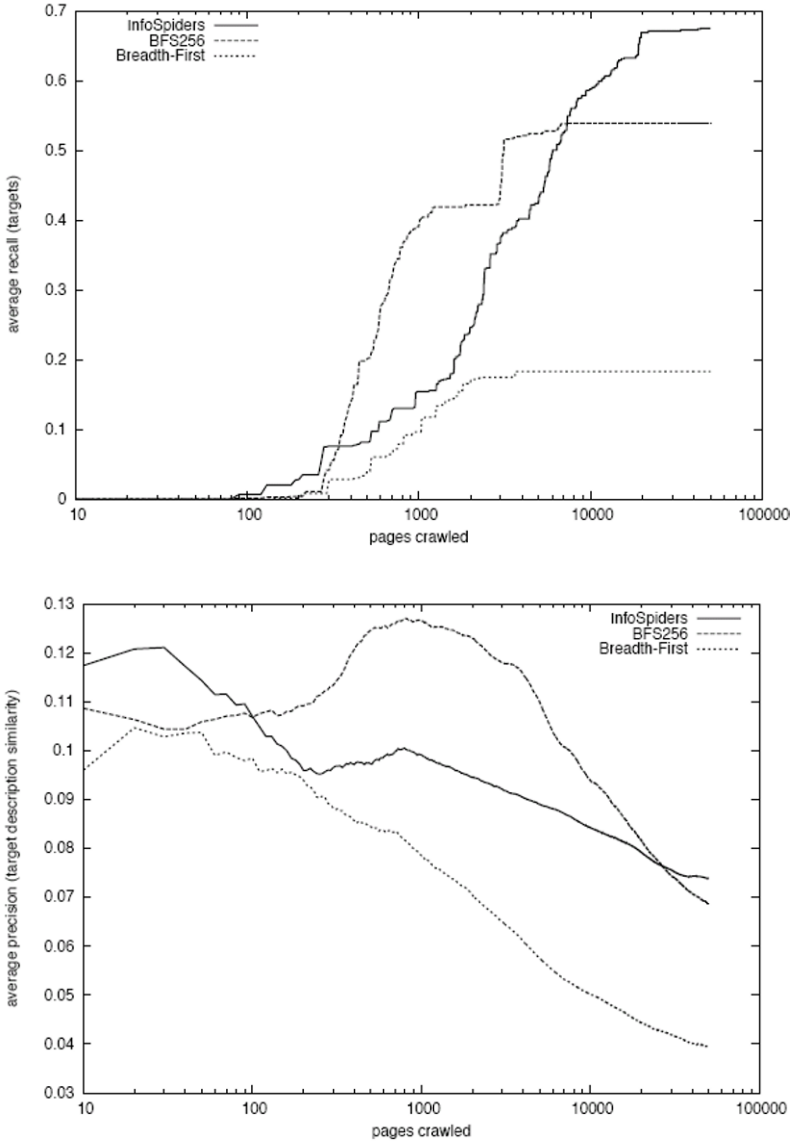 0.7
InfoSpiders
BFS256
Breadth-First
0.6
0.5
0.4
0.3
0.2
0.1
0
average recall (targets)
10 100 1000 10000 100000
pages crawled
0.13
InfoSpiders
BFS256
Breadth-First
0.12
0.11
0.1
0.09
0.08
0.07
0.06
0.05
0.04
0.03
average precision (target description similarity)
10 100 1000 10000 100000
pages crawled